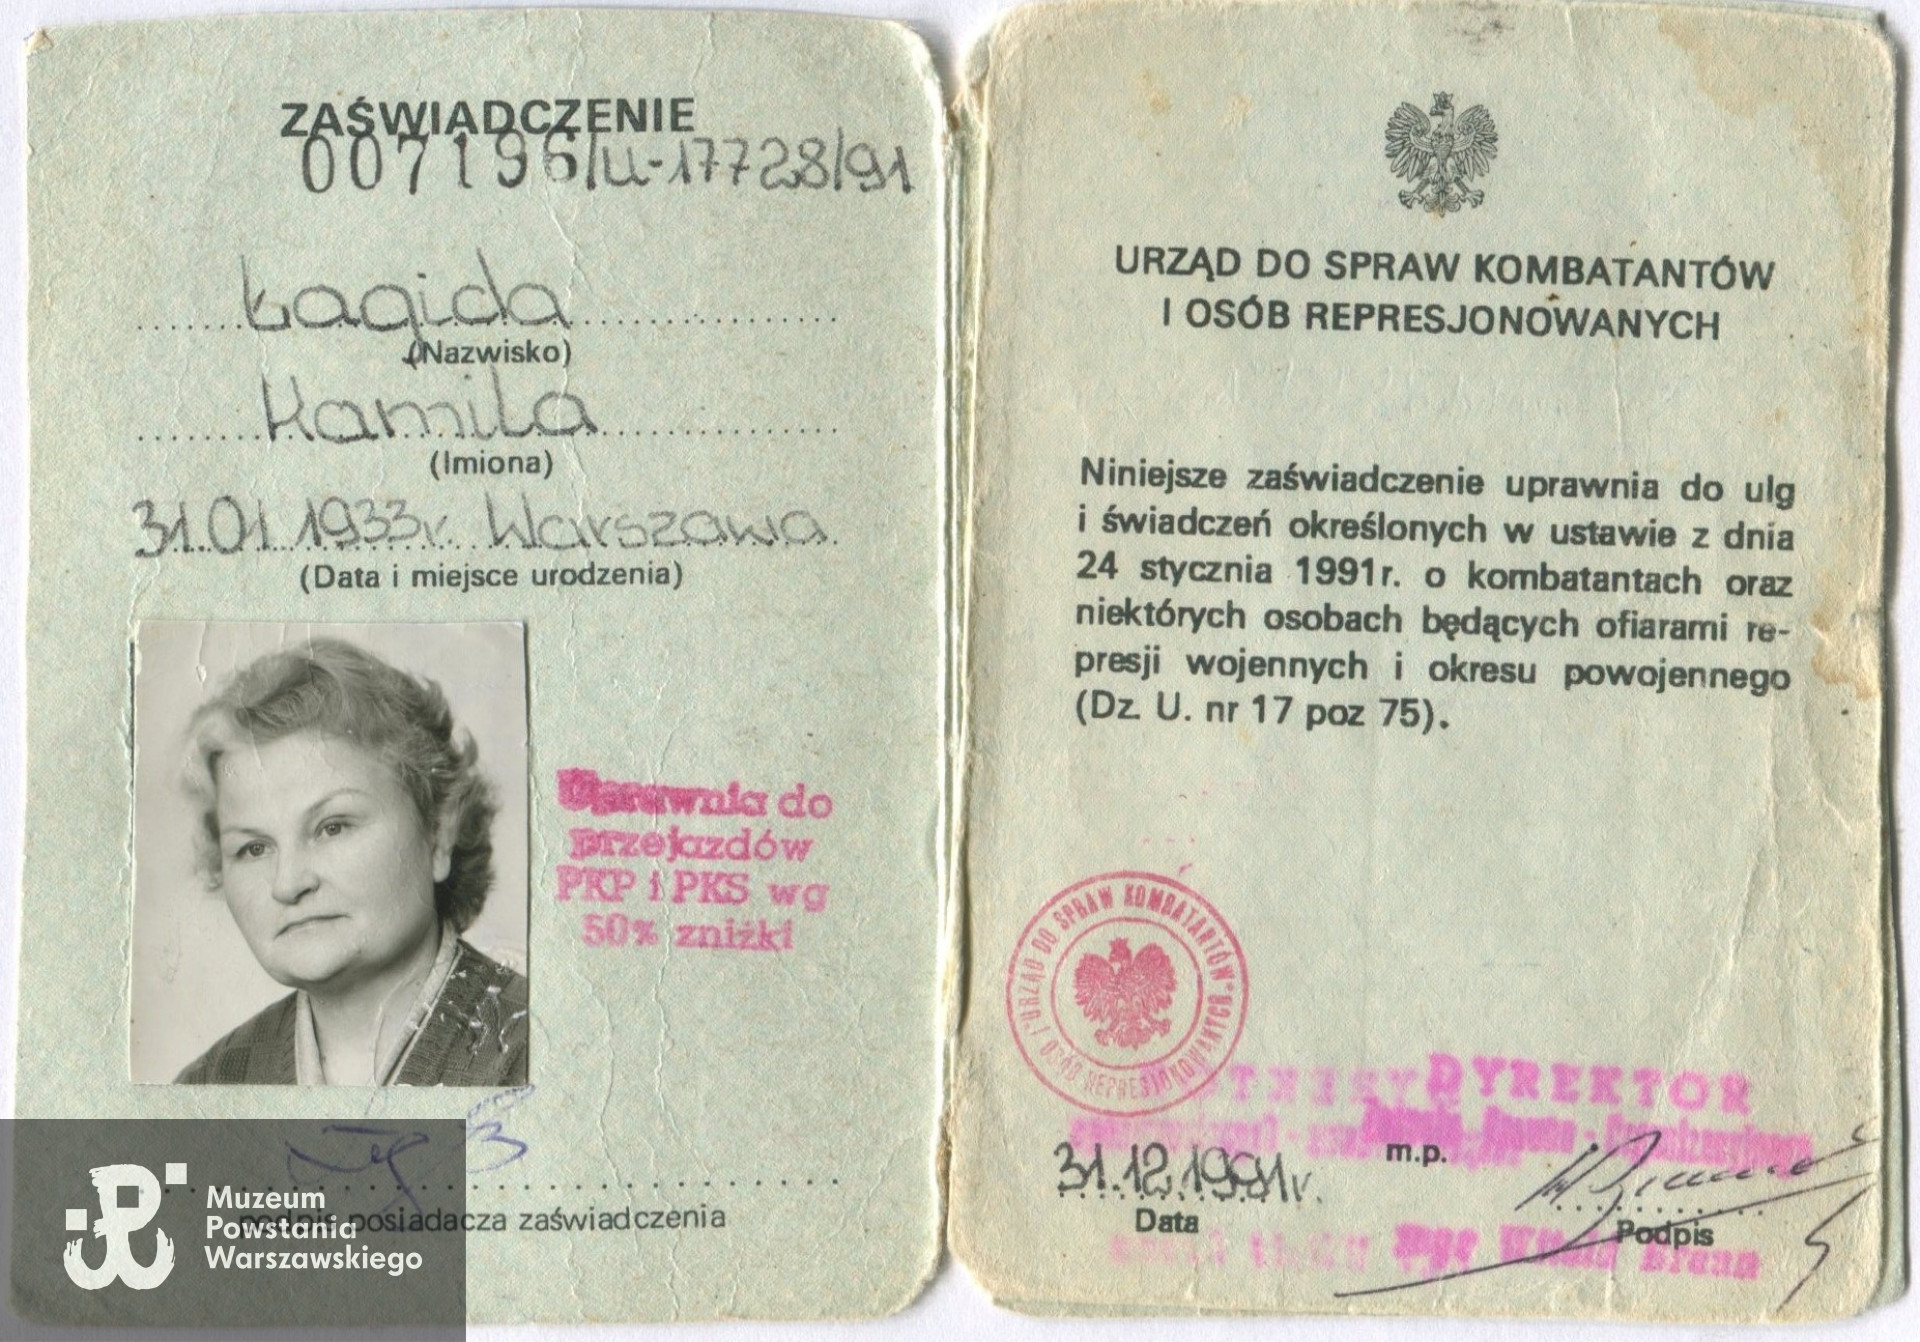 ZAŚWIADCZENIE
007196/U-17728/91
Łagida
(Nazwisko)
Kamila
(Imiona)
31.01.1933r. Warszawa
(Data i miejsce urodzenia)
Uprawnia do
przejazdów
PKP i PKS wg
50% zniżki
podpis posiadacza zaświadczenia
Muzeum
Powstania
Warszawskiego
URZĄD DO SPRAW KOMBATANTÓW
I OSÓB REPRESJONOWANYCH
Niniejsze zaświadczenie uprawnia do ulg
i świadczeń określonych w ustawie z dnia
24 stycznia 1991r. o kombatantach oraz
niektórych osobach będących ofiarami re-
presji wojennych i okresu powojennego
(Dz. U. nr 17 poz 75).
URZĄD DO SPRAW KOMBATANTÓW I OSÓB REPRESJONOWANYCH
DYREKTOR
m.p.
31.12.1991r.
Data
Podpis
mgr Witold